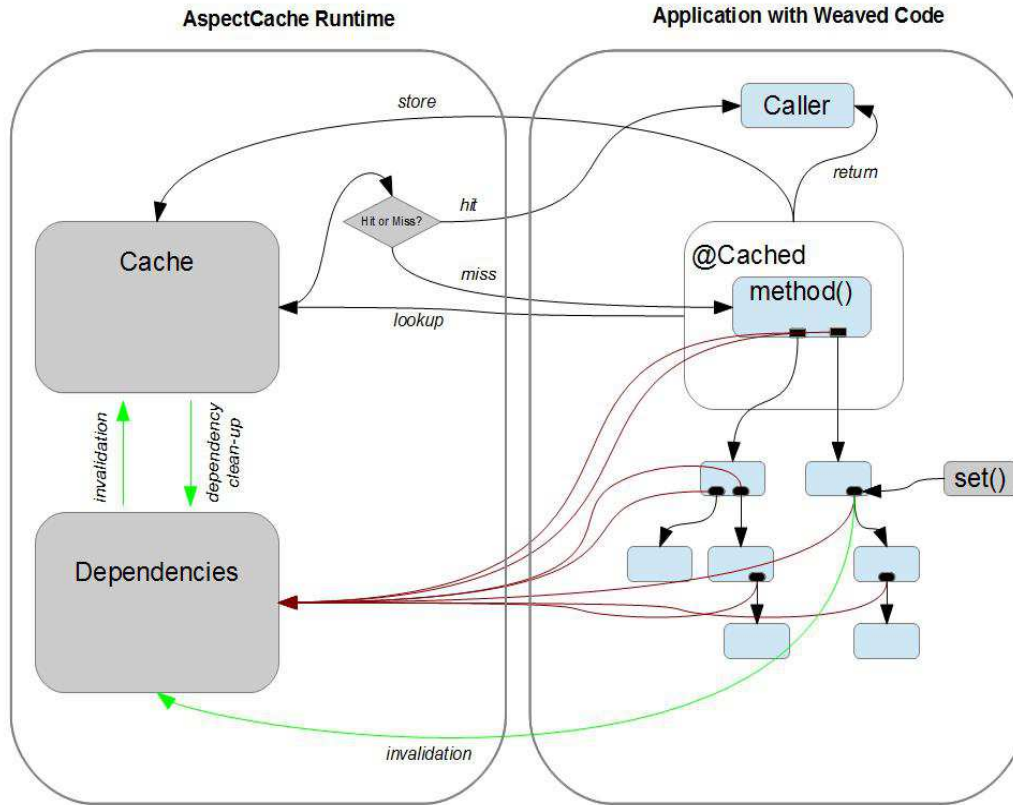 AspectCache Runtime
Application with Weaved Code
store
Caller
return
hit
Hit or Miss?
Cache
@Cached
miss
method()
lookup
invalidation
dependency
clean-up
set()
Dependencies
invalidation